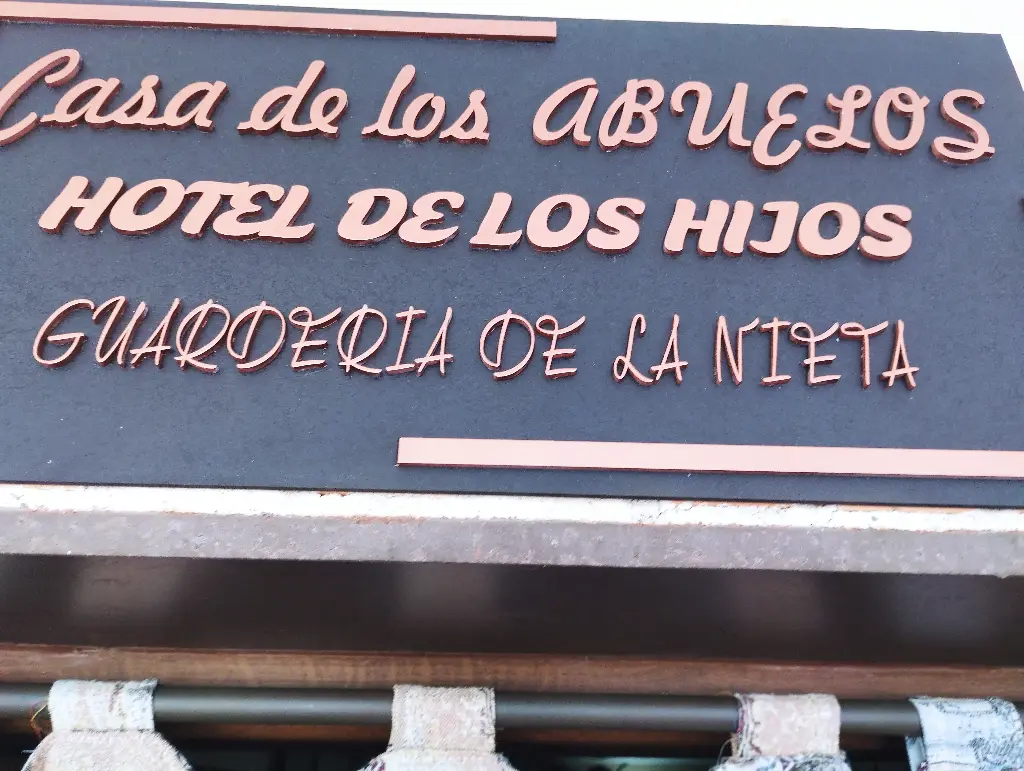 Casa de los ABUELOS
HOTEL DE LOS HIJOS
GUARDERIA DE LA NIETA